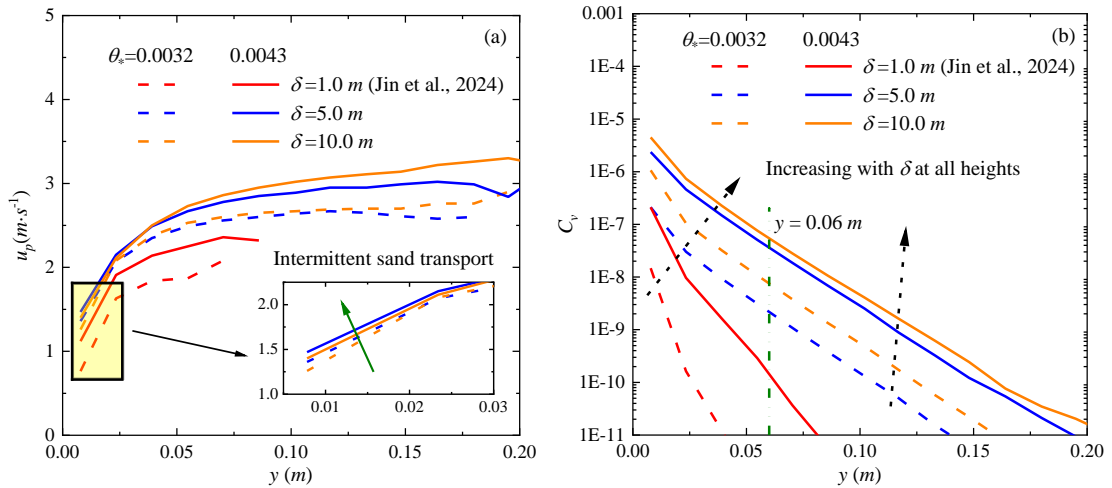 (a)
θ*=0.0032 0.0043
δ=1.0 m (Jin et al., 2024)
δ=5.0 m
δ=10.0 m
u_p(m·s⁻¹)
5
4
3
2
1
0
Intermittent sand transport
2.0
1.5
1.0
0.01 0.02 0.03
0.00 0.05 0.10 0.15 0.20
y (m)
(b)
θ*=0.0032 0.0043
δ=1.0 m (Jin et al., 2024)
δ=5.0 m
δ=10.0 m
C_v
0.001
1E-4
1E-5
1E-6
1E-7
1E-8
1E-9
1E-10
1E-11
Increasing with δ at all heights
y = 0.06 m
0.00 0.05 0.10 0.15 0.20
y (m)